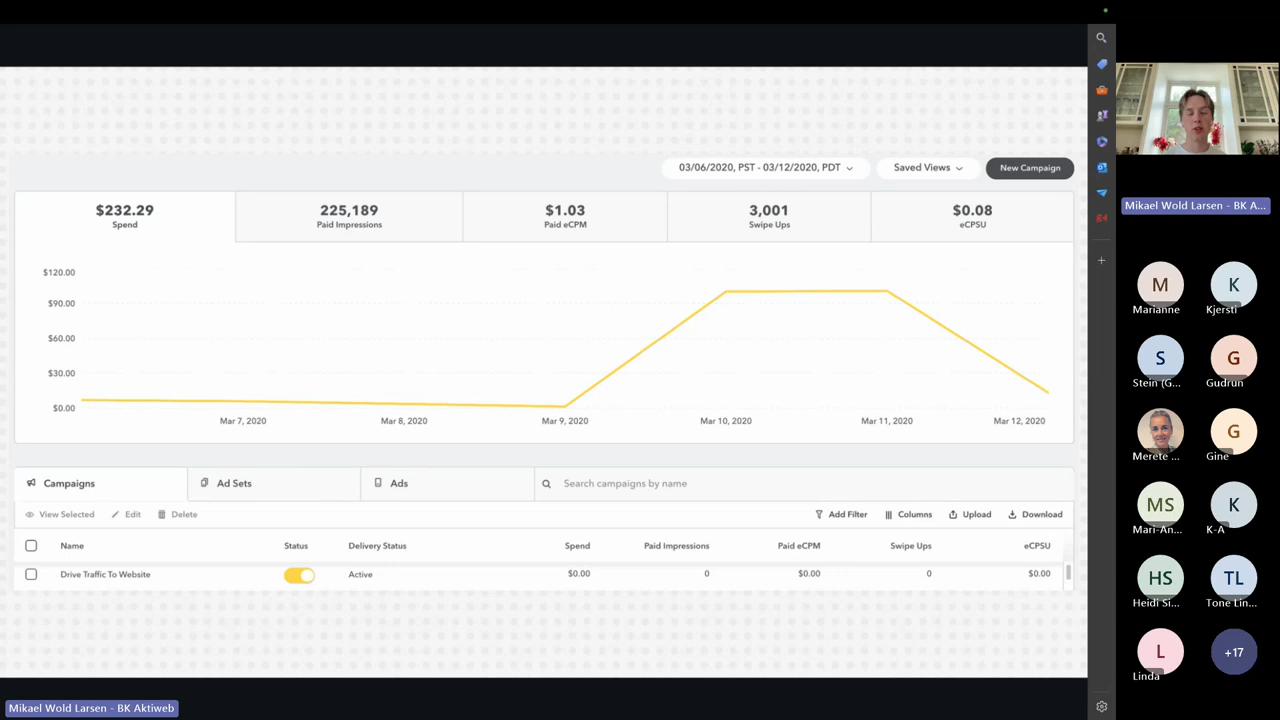 03/06/2020, PST - 03/12/2020, PDT
Saved Views
New Campaign
$232.29
Spend
225,189
Paid Impressions
$1.03
Paid eCPM
3,001
Swipe Ups
$0.08
eCPSU
$120.00
$90.00
$60.00
$30.00
$0.00
Mar 7, 2020
Mar 8, 2020
Mar 9, 2020
Mar 10, 2020
Mar 11, 2020
Mar 12, 2020
Campaigns
Ad Sets
Ads
Search campaigns by name
View Selected
Edit
Delete
Add Filter
Columns
Upload
Download
Name Status Delivery Status Spend Paid Impressions Paid eCPM Swipe Ups eCPSU
Drive Traffic To Website Active $0.00 0 $0.00 0 $0.00
Mikael Wold Larsen - BK Aktiweb
Mikael Wold Larsen - BK A...
M
Marianne
K
Kjersti
S
Stein (G...
G
Gudrun
Merete ...
G
Gine
MS
Mari-An...
K
K-A
HS
Heidi Si...
TL
Tone Lin...
L
Linda
+17